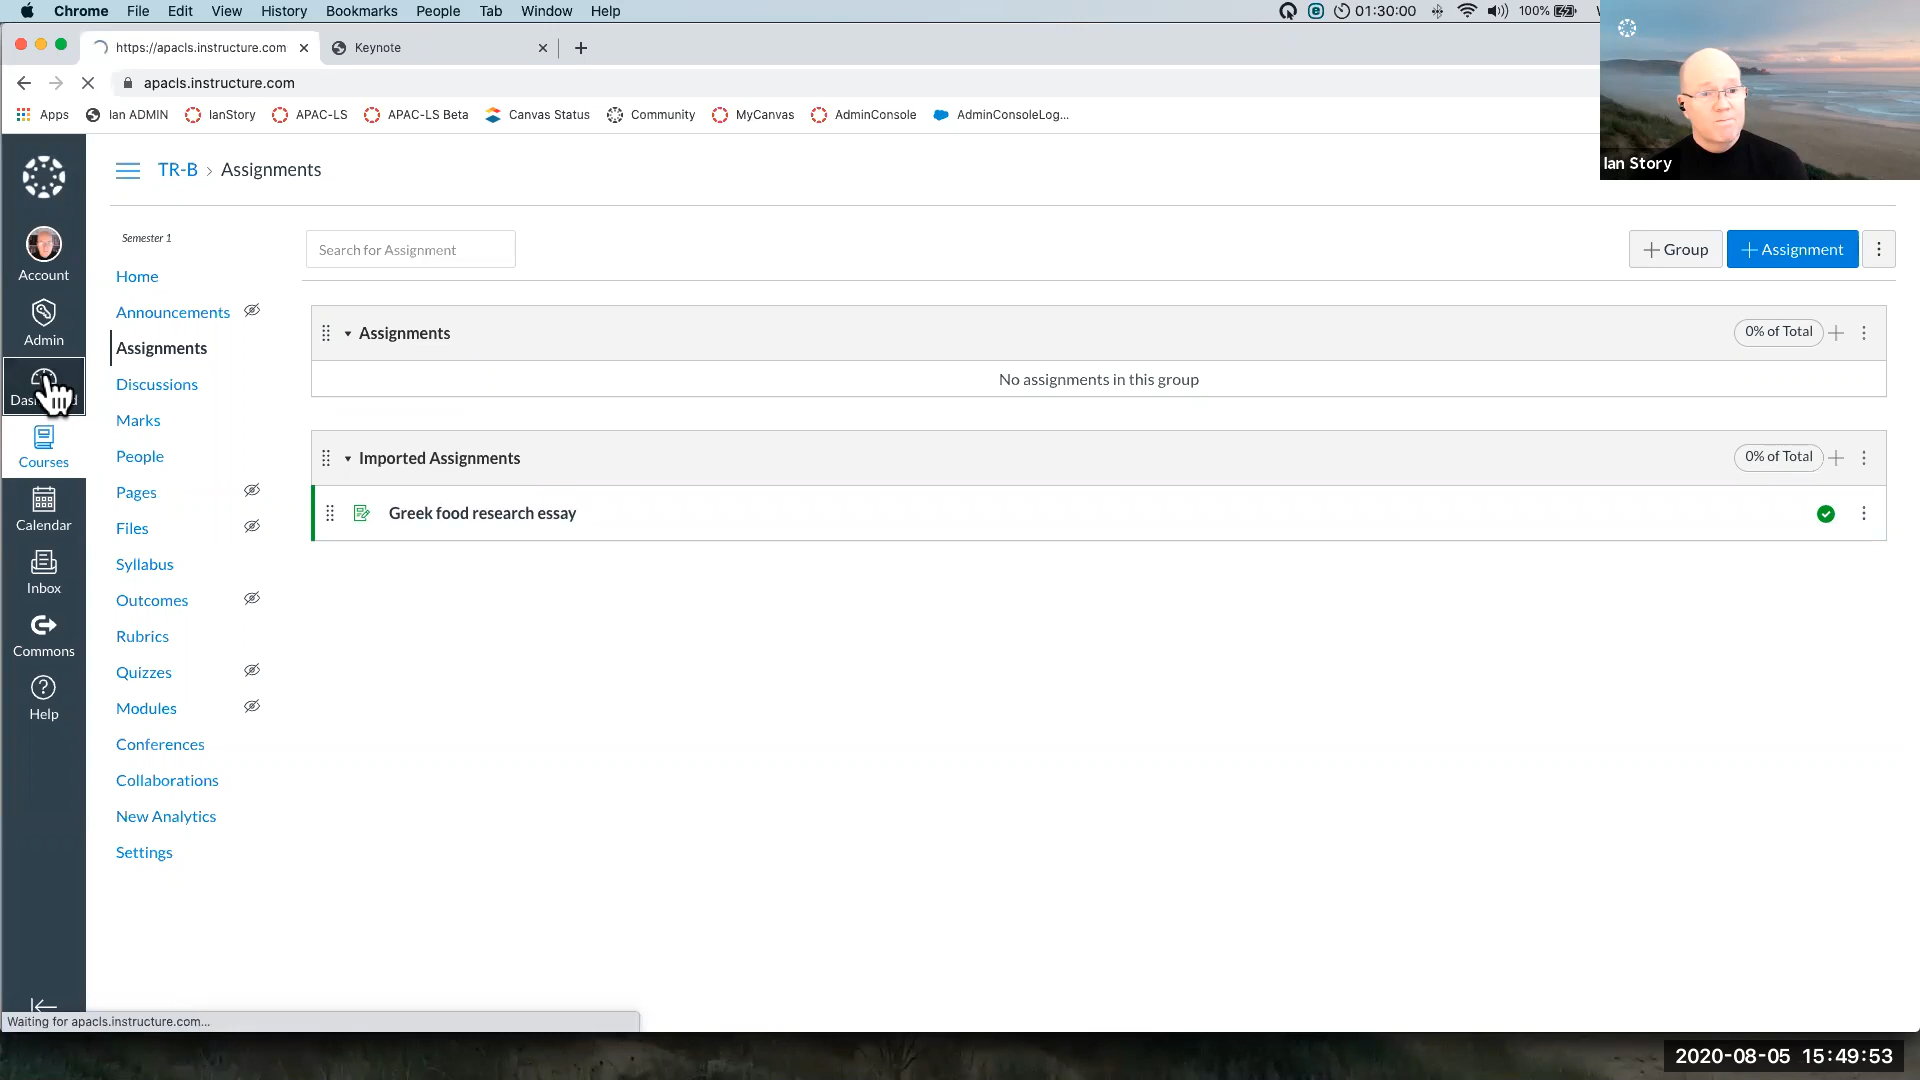 Chrome File Edit View History Bookmarks People Tab Window Help
01:30:00 100%
https://apacls.instructure.com
Keynote
apacls.instructure.com
Apps Ian ADMIN IanStory APAC-LS APAC-LS Beta Canvas Status Community MyCanvas AdminConsole AdminConsoleLog...
Ian Story
TR-B > Assignments
Account
Admin
Courses
Calendar
Inbox
Commons
Help
Semester 1
Home
Announcements
Assignments
Discussions
Marks
People
Pages
Files
Syllabus
Outcomes
Rubrics
Quizzes
Modules
Conferences
Collaborations
New Analytics
Settings
Search for Assignment
+ Group
+ Assignment
Assignments
0% of Total
No assignments in this group
Imported Assignments
0% of Total
Greek food research essay
Waiting for apacls.instructure.com...
2020-08-05 15:49:53